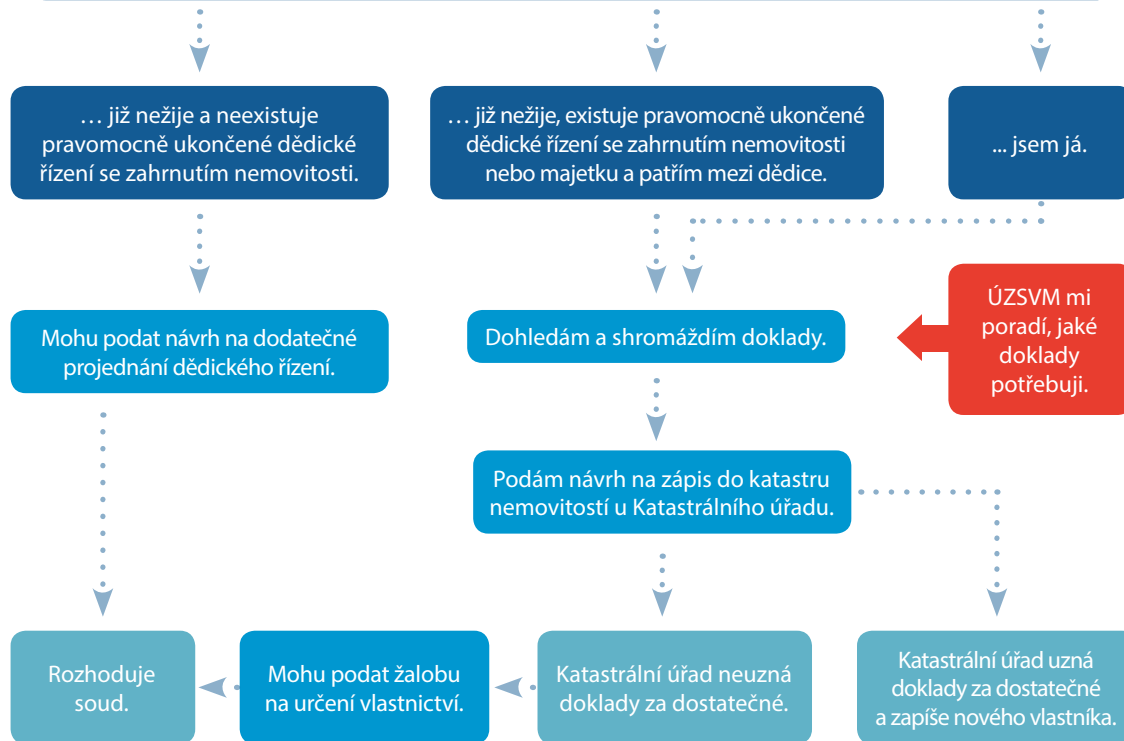 … již nežije a neexistuje
pravomocně ukončené dědické
řízení se zahrnutím nemovitosti.
… již nežije, existuje pravomocně ukončené
dědické řízení se zahrnutím nemovitosti
nebo majetku a patřím mezi dědice.
... jsem já.
Mohu podat návrh na dodatečné
projednání dědického řízení.
Dohledám a shromáždím doklady.
ÚZSVM mi
poradí, jaké
doklady
potřebuji.
Podám návrh na zápis do katastru
nemovitostí u Katastrálního úřadu.
Rozhoduje
soud.
Mohu podat žalobu
na určení vlastnictví.
Katastrální úřad neuzná
doklady za dostatečné.
Katastrální úřad uzná
doklady za dostatečné
a zapíše nového vlastníka.